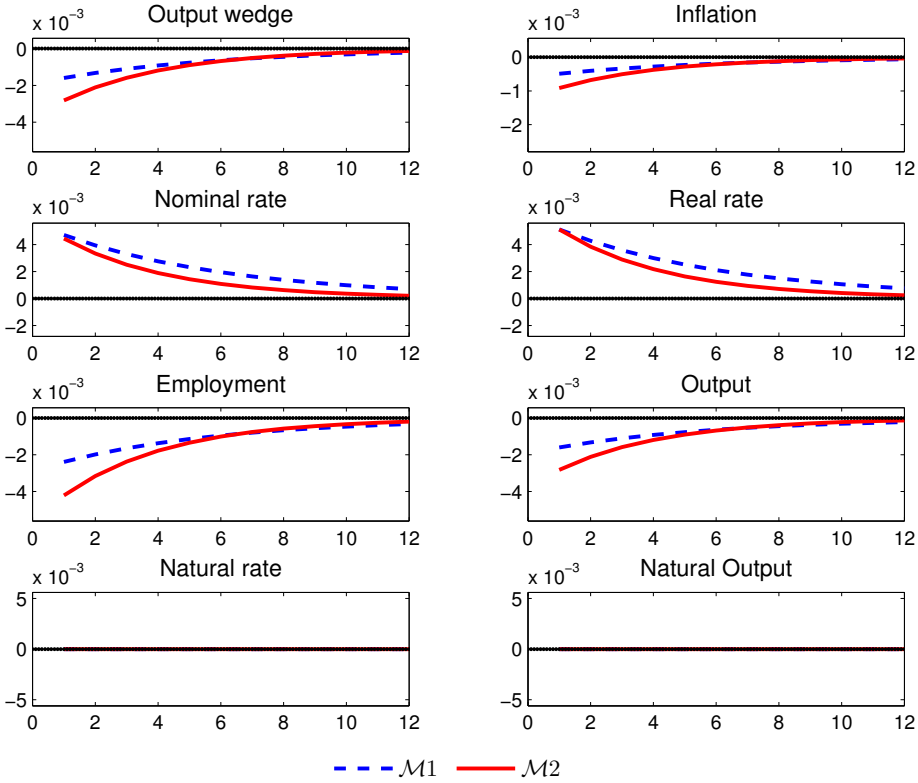 Output wedge
x 10⁻³
0
−2
−4
0 2 4 6 8 10 12
Inflation
x 10⁻³
0
−1
−2
0 2 4 6 8 10 12
Nominal rate
x 10⁻³
4
2
0
−2
0 2 4 6 8 10 12
Real rate
x 10⁻³
4
2
0
−2
0 2 4 6 8 10 12
Employment
x 10⁻³
0
−2
−4
0 2 4 6 8 10 12
Output
x 10⁻³
0
−2
−4
0 2 4 6 8 10 12
Natural rate
x 10⁻³
5
0
−5
0 2 4 6 8 10 12
Natural Output
x 10⁻³
5
0
−5
0 2 4 6 8 10 12
ℳ1 ℳ2